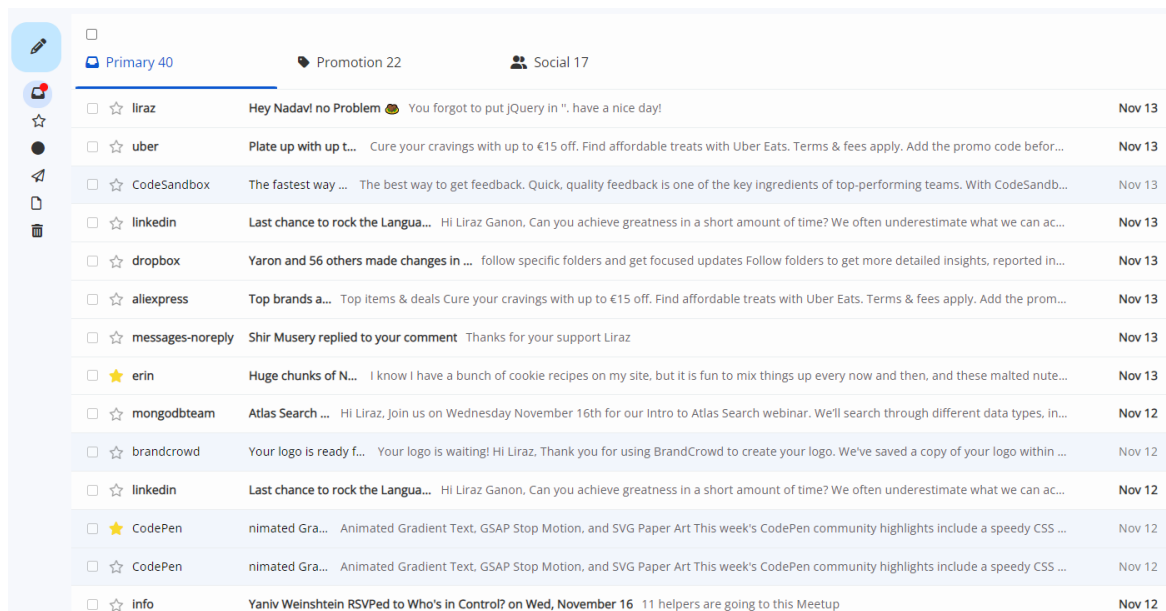 Primary 40 Promotion 22 Social 17
liraz Hey Nadav! no Problem You forgot to put jQuery in ''. have a nice day! Nov 13
uber Plate up with up t... Cure your cravings with up to €15 off. Find affordable treats with Uber Eats. Terms & fees apply. Add the promo code befor... Nov 13
CodeSandbox The fastest way ... The best way to get feedback. Quick, quality feedback is one of the key ingredients of top-performing teams. With CodeSandb... Nov 13
linkedin Last chance to rock the Langua... Hi Liraz Ganon, Can you achieve greatness in a short amount of time? We often underestimate what we can ac... Nov 13
dropbox Yaron and 56 others made changes in ... follow specific folders and get focused updates Follow folders to get more detailed insights, reported in... Nov 13
aliexpress Top brands a... Top items & deals Cure your cravings with up to €15 off. Find affordable treats with Uber Eats. Terms & fees apply. Add the prom... Nov 13
messages-noreply Shir Musery replied to your comment Thanks for your support Liraz Nov 13
erin Huge chunks of N... I know I have a bunch of cookie recipes on my site, but it is fun to mix things up every now and then, and these malted nute... Nov 13
mongodbteam Atlas Search ... Hi Liraz, Join us on Wednesday November 16th for our Intro to Atlas Search webinar. We'll search through different data types, in... Nov 12
brandcrowd Your logo is ready f... Your logo is waiting! Hi Liraz, Thank you for using BrandCrowd to create your logo. We've saved a copy of your logo within ... Nov 12
linkedin Last chance to rock the Langua... Hi Liraz Ganon, Can you achieve greatness in a short amount of time? We often underestimate what we can ac... Nov 12
CodePen nimated Gra... Animated Gradient Text, GSAP Stop Motion, and SVG Paper Art This week's CodePen community highlights include a speedy CSS ... Nov 12
CodePen nimated Gra... Animated Gradient Text, GSAP Stop Motion, and SVG Paper Art This week's CodePen community highlights include a speedy CSS ... Nov 12
info Yaniv Weinshtein RSVPed to Who's in Control? on Wed, November 16 11 helpers are going to this Meetup Nov 12